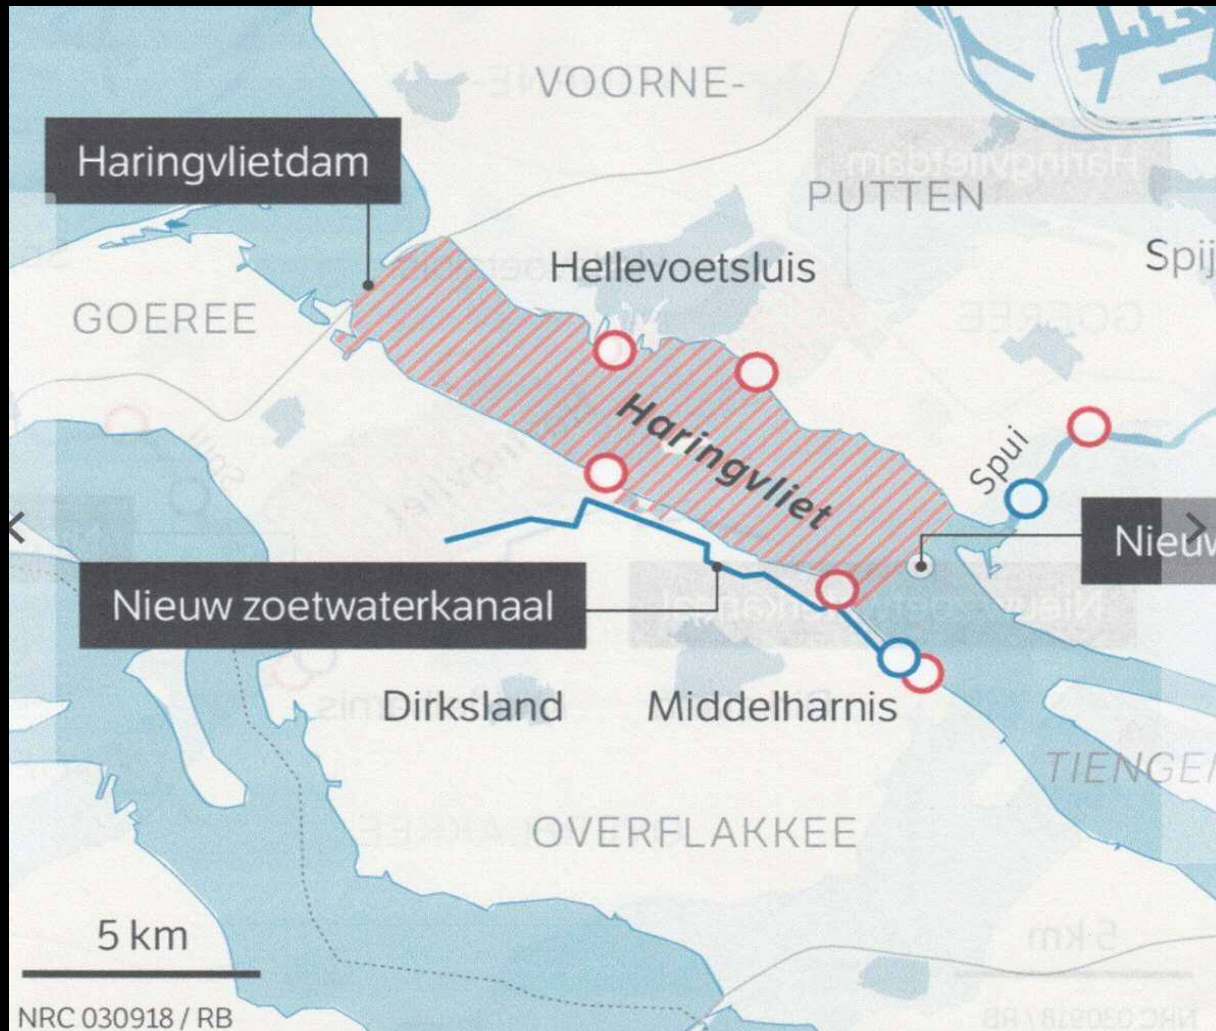 VOORNE-
Haringvlietdam
PUTTEN
Hellevoetsluis
Spij
GOEREE
Haringvliet
Spui
Nieuw
Nieuw zoetwaterkanaal
Dirksland
Middelharnis
TIENGE
OVERFLAKKEE
5 km
NRC 030918 / RB